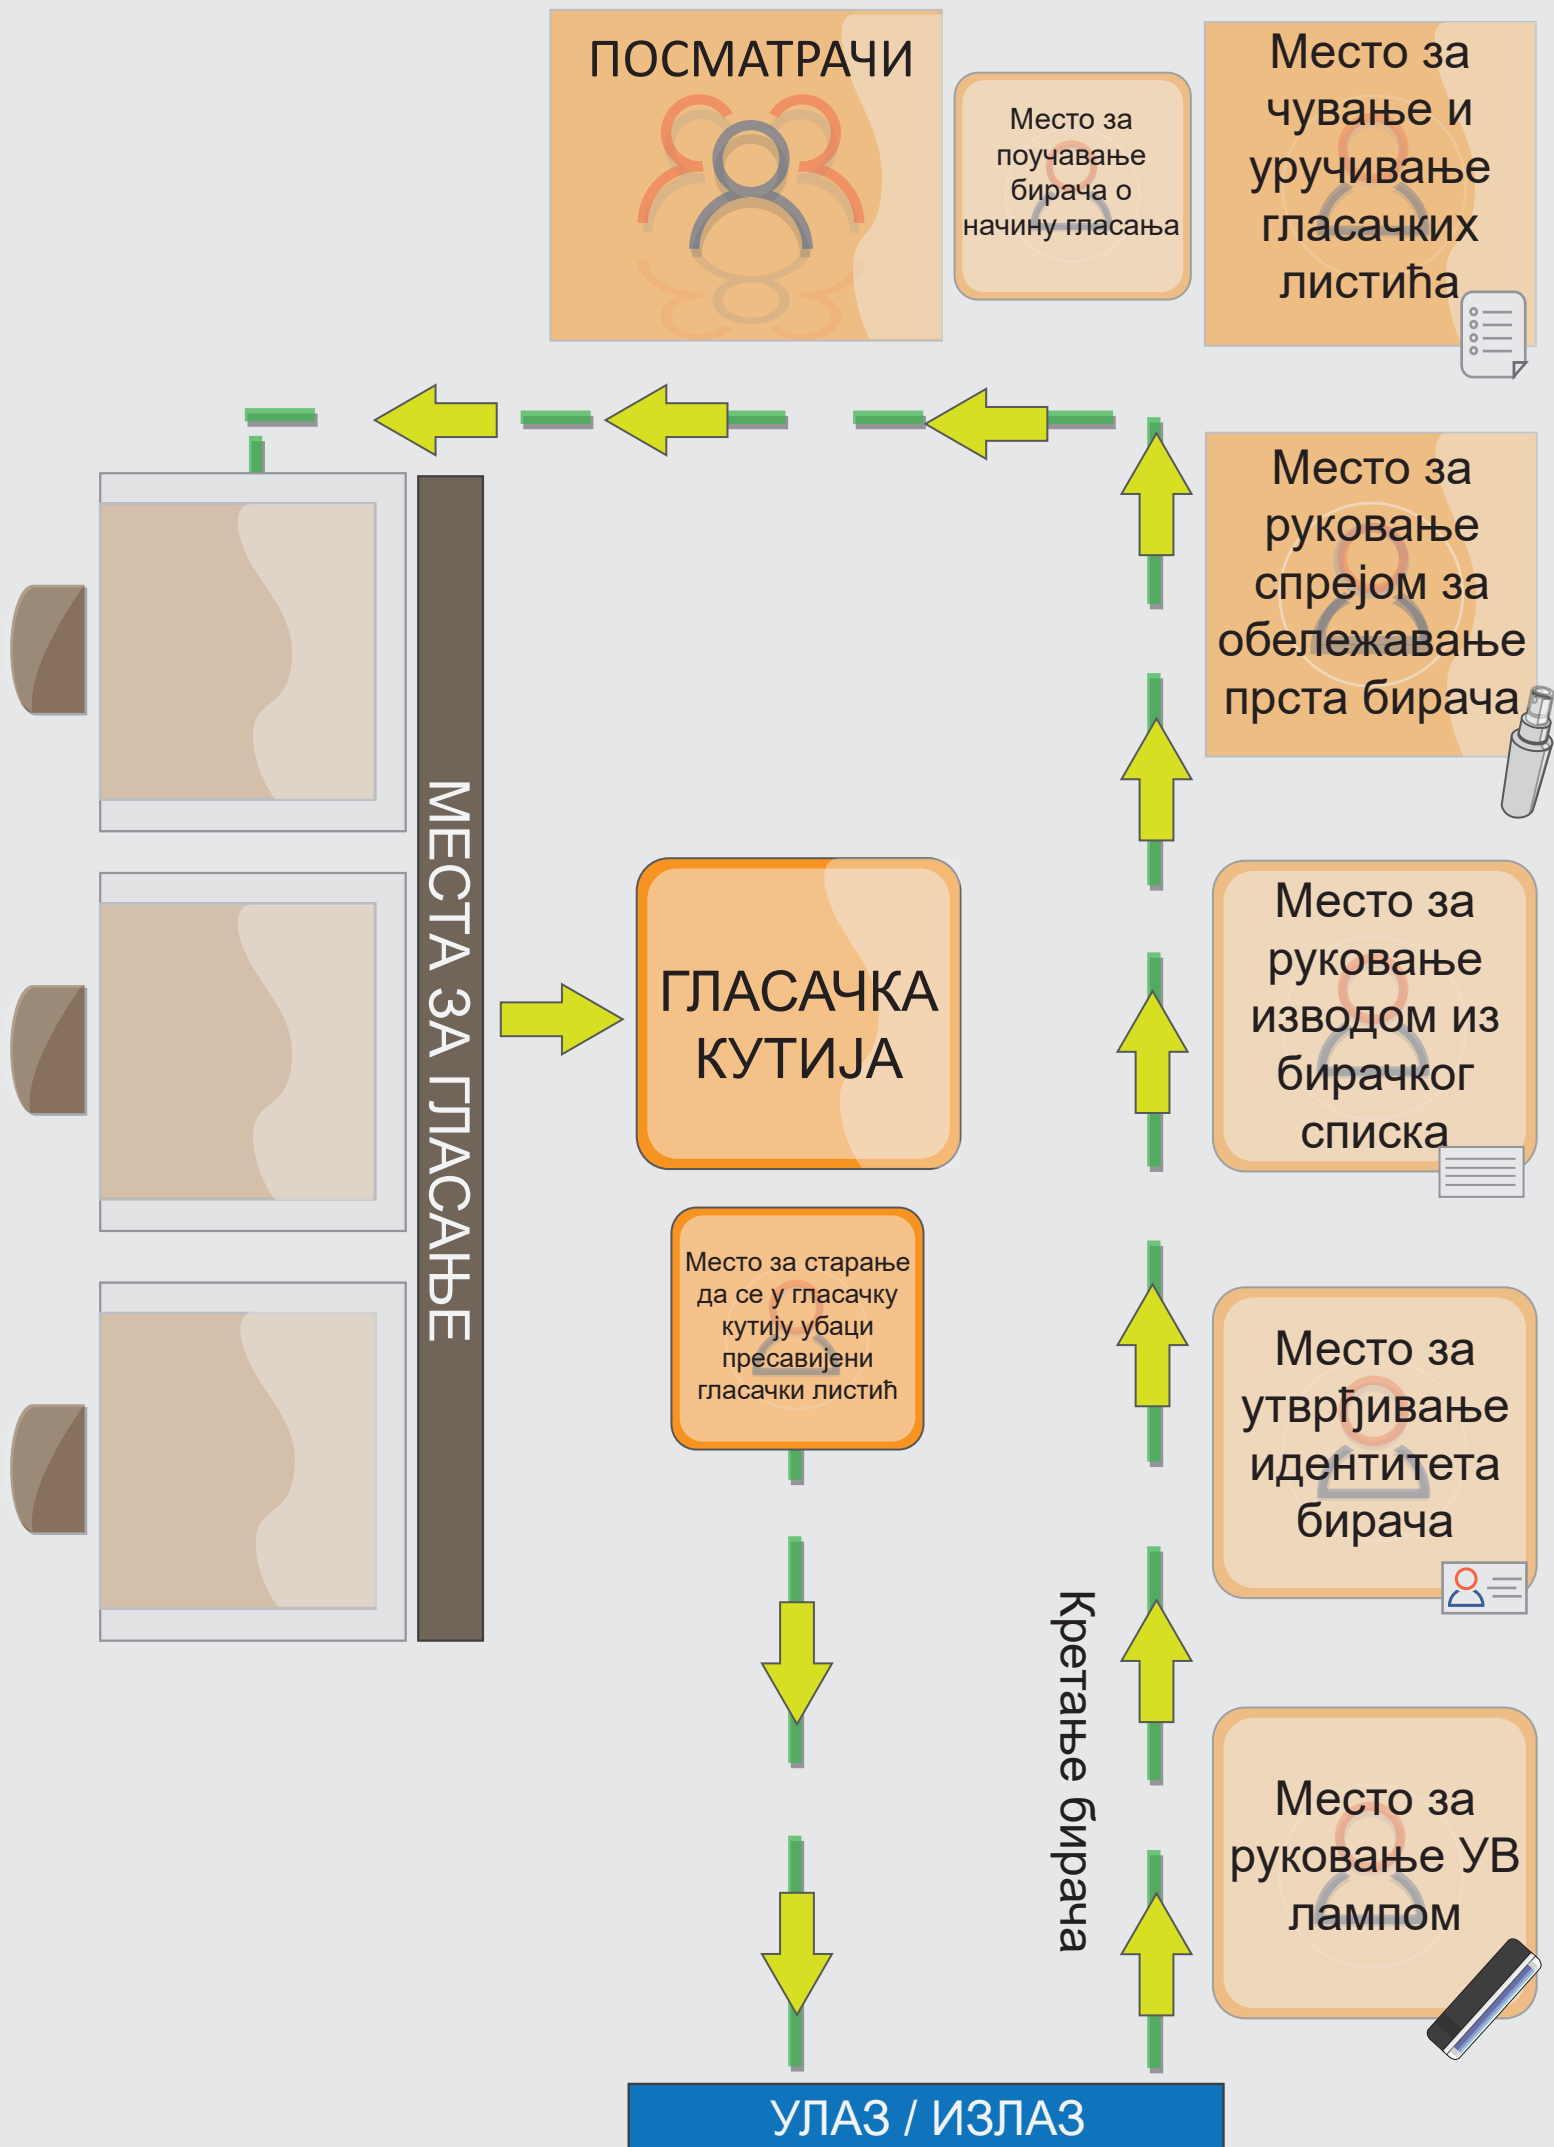 ПОСМАТРАЧИ
Место за
поучавање
бирача о
начину гласања
Место за
чување и
уручивање
гласачких
листића
Место за
руковање
спрејом за
обележавање
прста бирача
МЕСТА ЗА ГЛАСАЊЕ
ГЛАСАЧКА
КУТИЈА
Место за
руковање
изводом из
бирачког
списка
Место за старање
да се у гласачку
кутију убаци
пресавијени
гласачки листић
Место за
утврђивање
идентитета
бирача
Кретање бирача
Место за
руковање УВ
лампом
УЛАЗ / ИЗЛАЗ